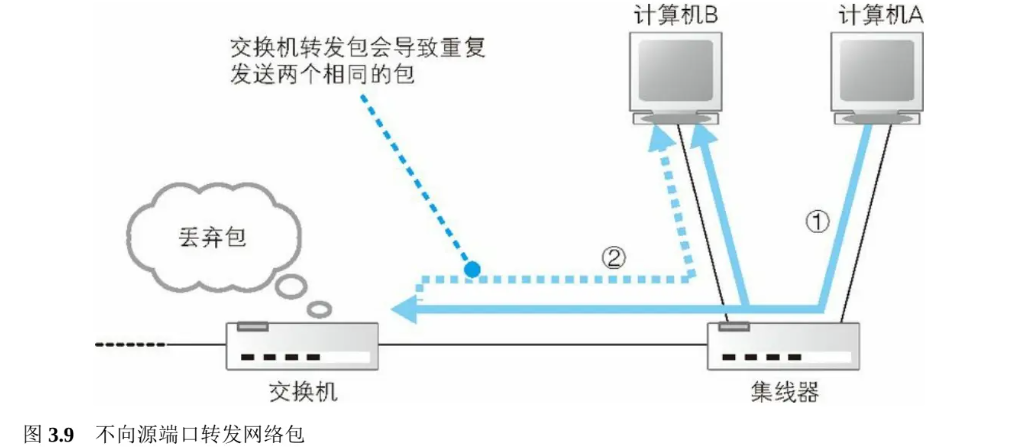 计算机B
计算机A
交换机转发包会导致重复
发送两个相同的包
丢弃包
①
②
交换机
集线器
图 3.9 不向源端口转发网络包